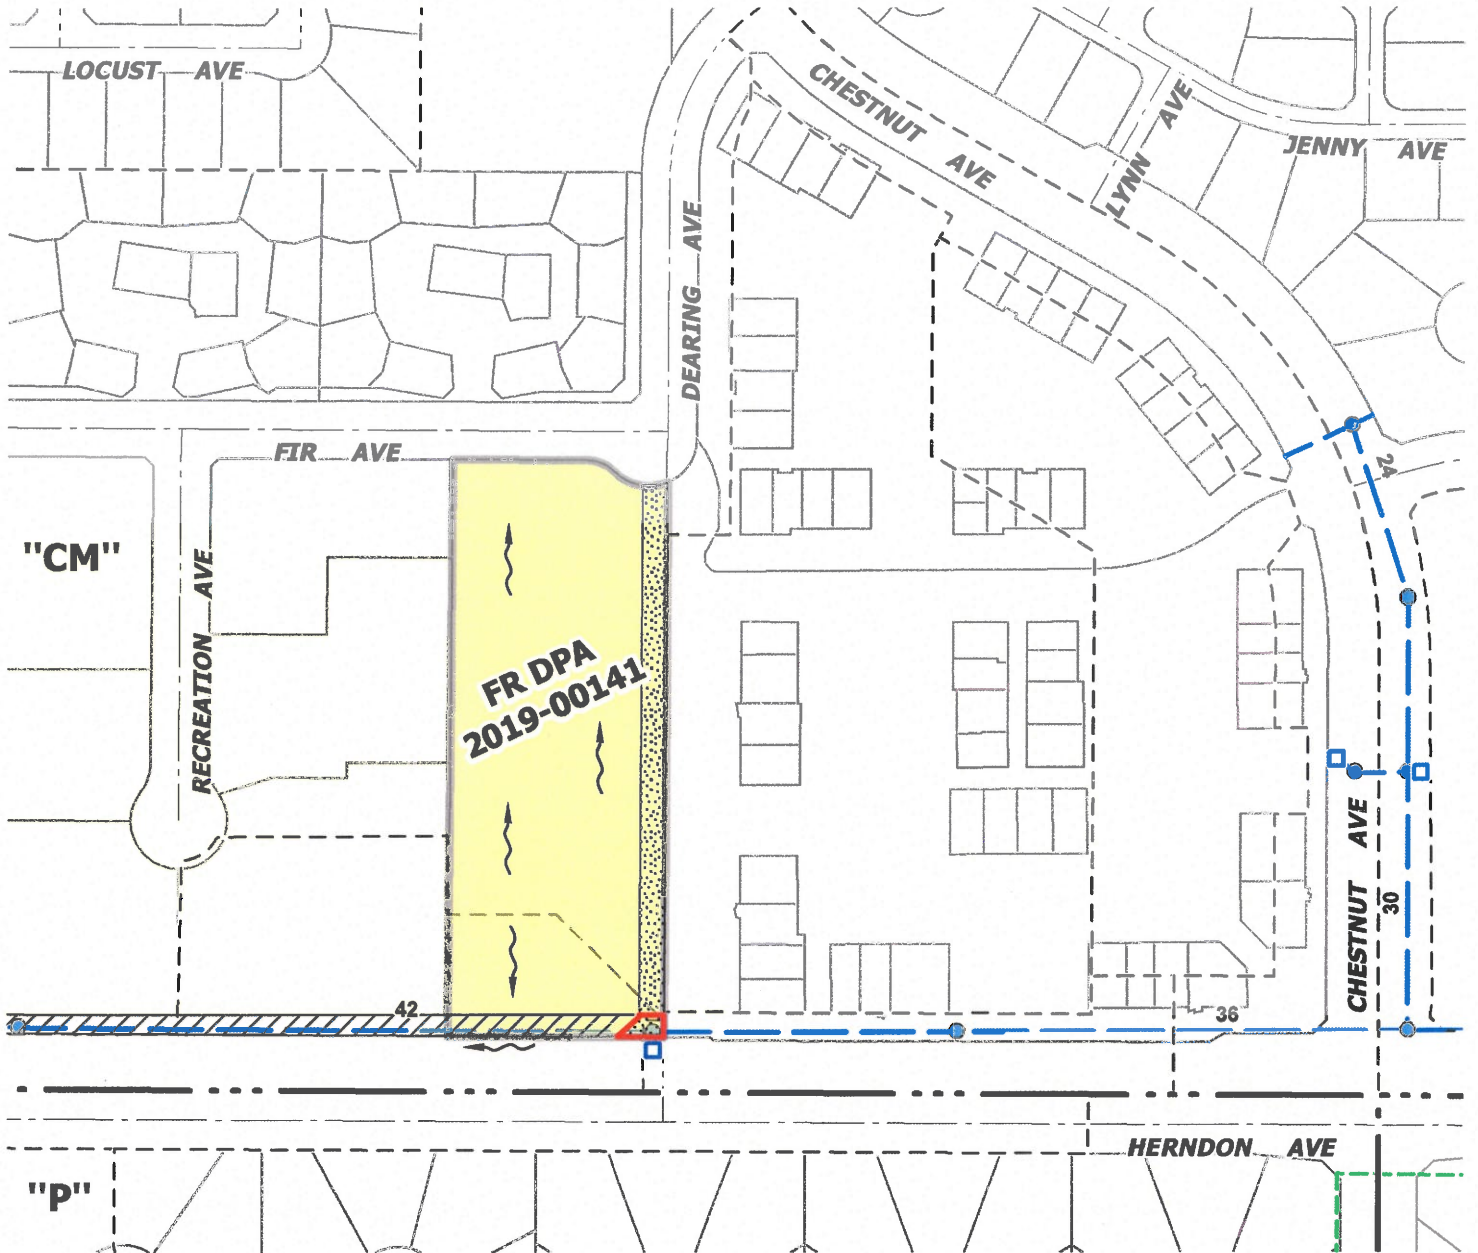 LOCUST AVE
CHESTNUT AVE
LYNN AVE
JENNY AVE
DEARING AVE
FIR AVE
24
"CM"
RECREATION AVE
FR DPA
2019-00141
CHESTNUT AVE
30
42
36
HERNDON AVE
"P"